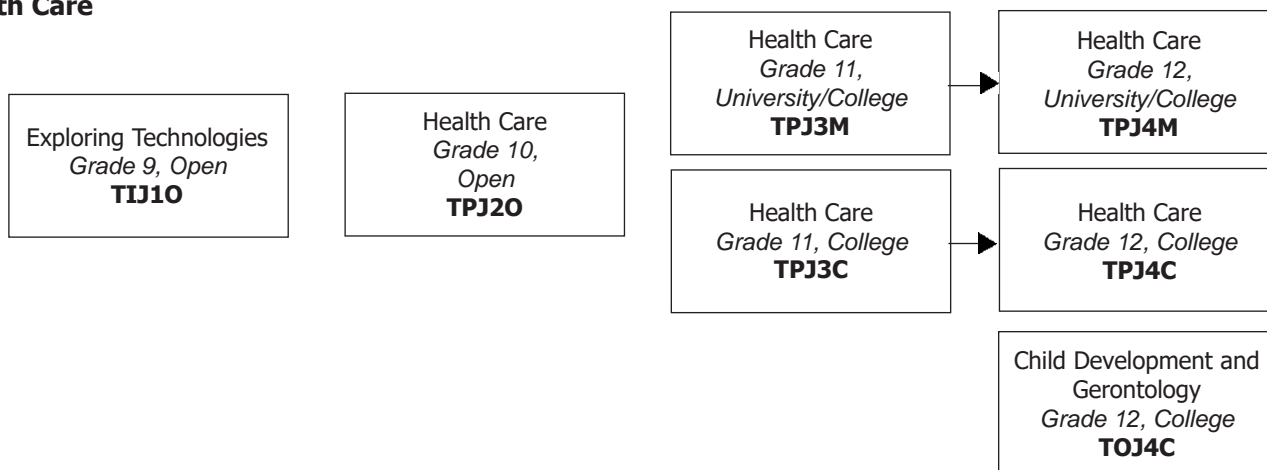 th Care
Exploring Technologies
Grade 9, Open
TIJ1O
Health Care
Grade 10,
Open
TPJ2O
Health Care
Grade 11,
University/College
TPJ3M
Health Care
Grade 12,
University/College
TPJ4M
Health Care
Grade 11, College
TPJ3C
Health Care
Grade 12, College
TPJ4C
Child Development and
Gerontology
Grade 12, College
TOJ4C